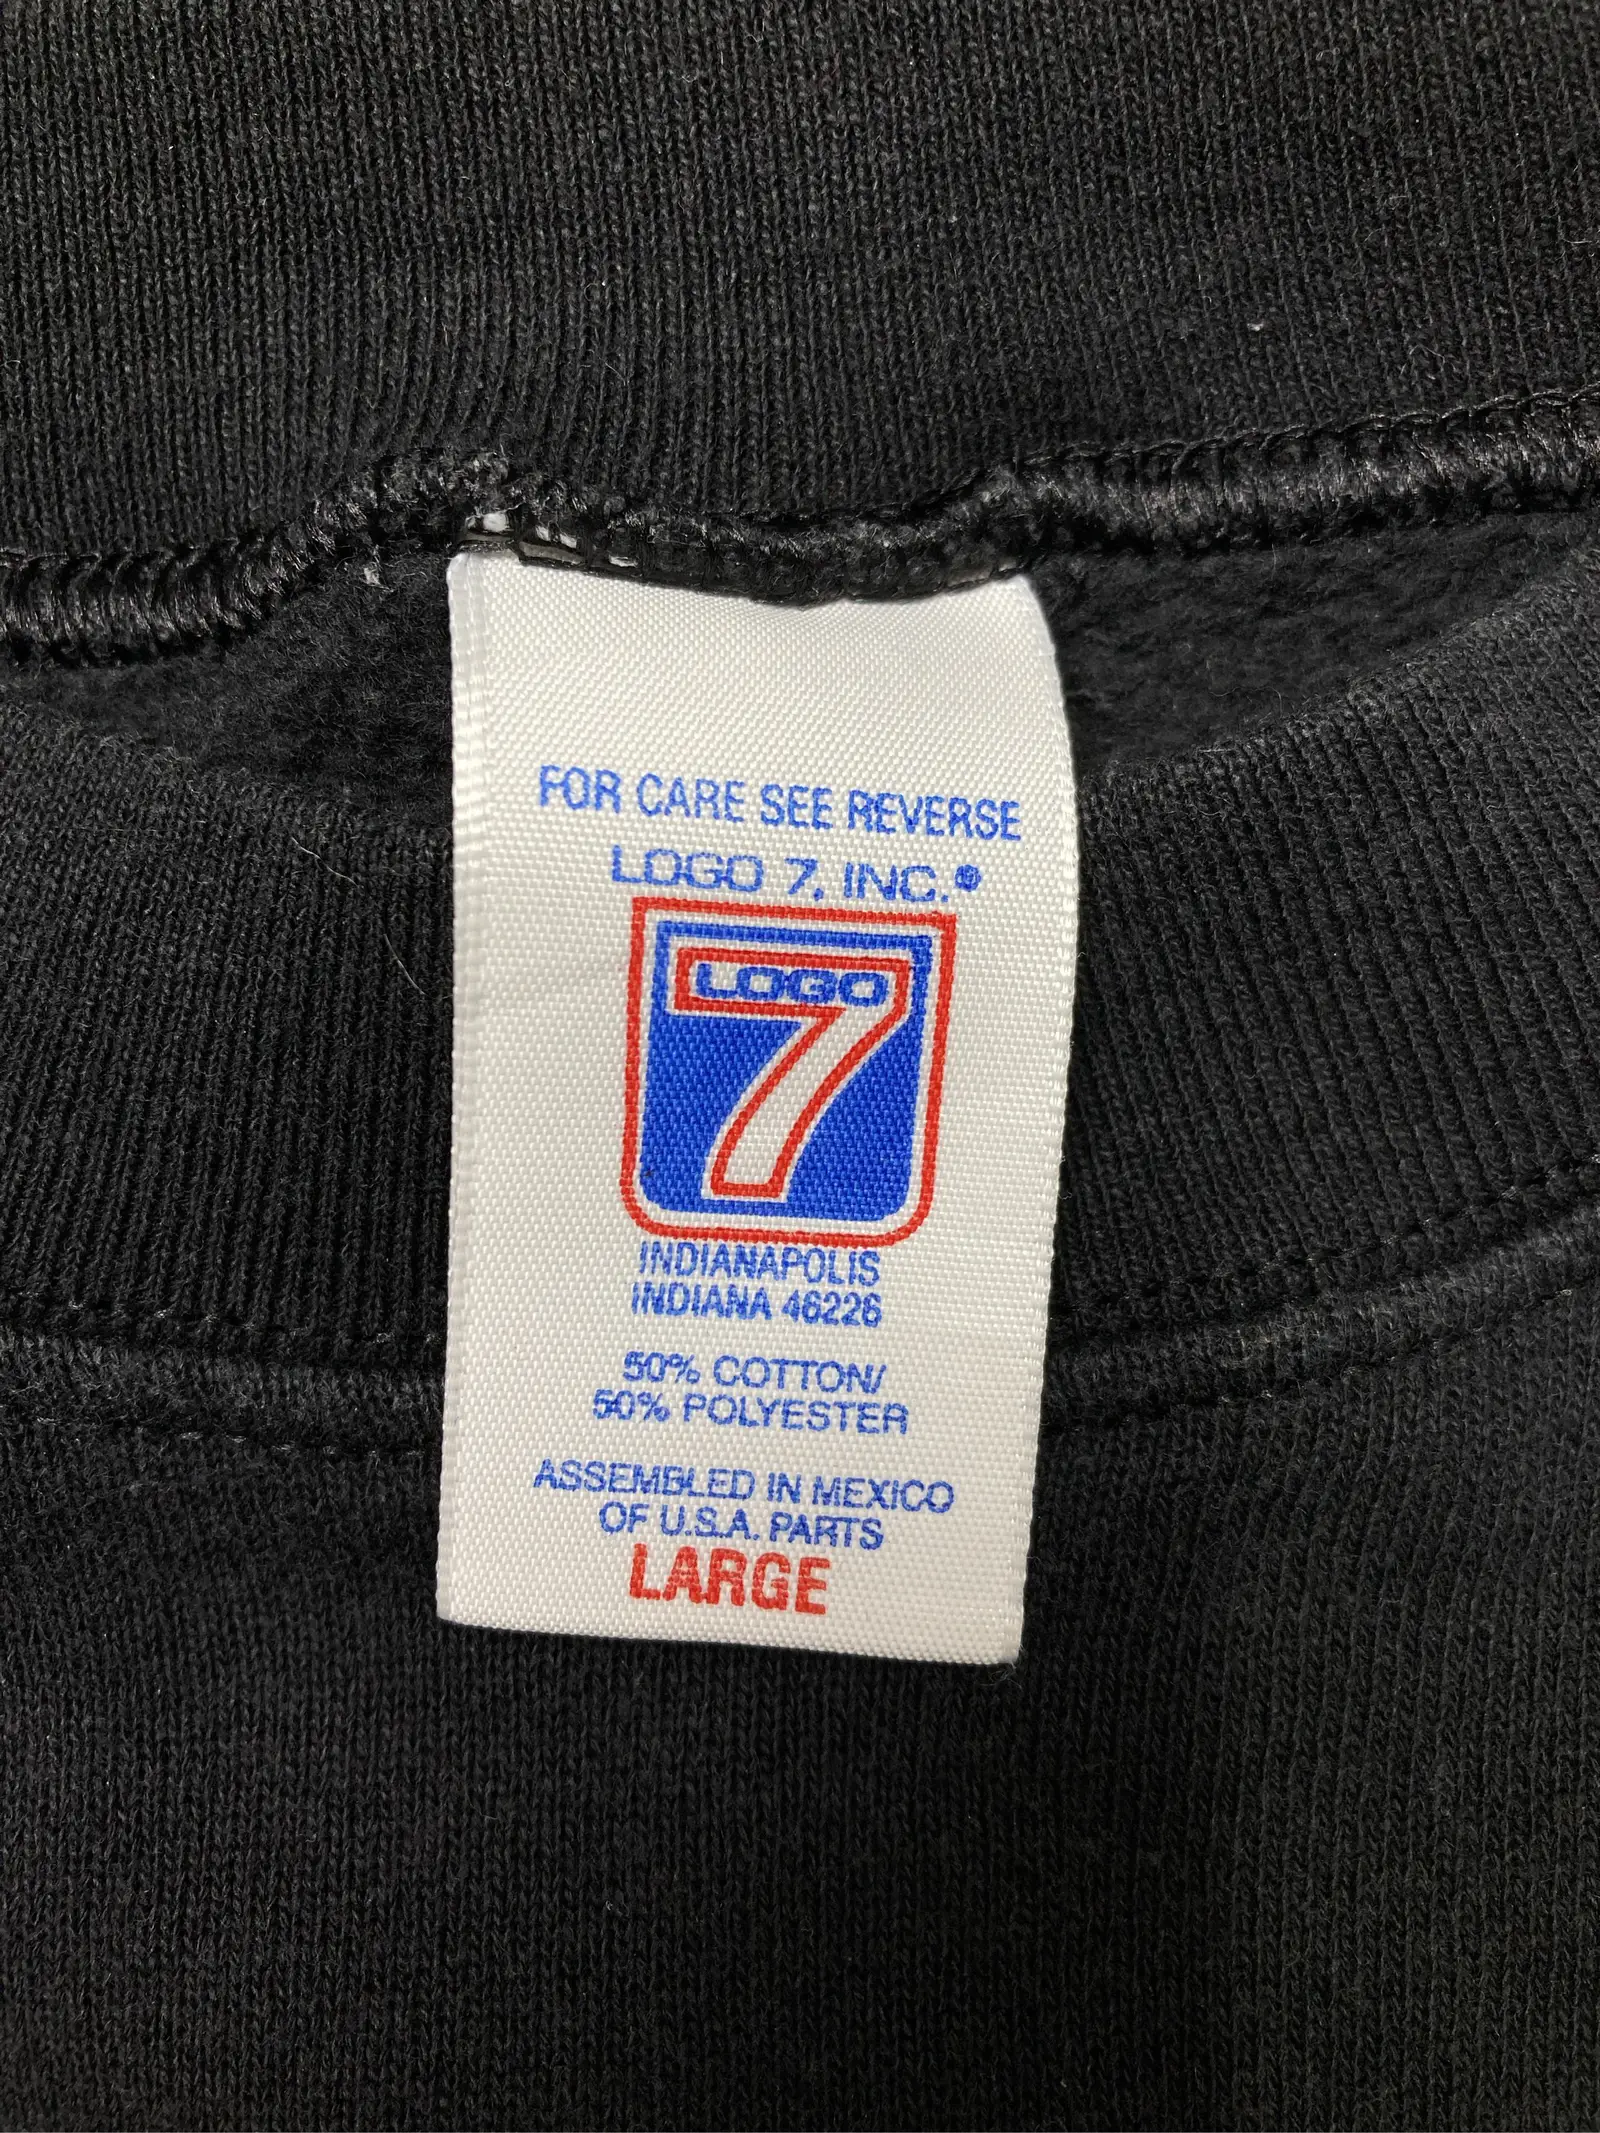 FOR CARE SEE REVERSE
LOGO 7, INC.®
LOGO
7
INDIANAPOLIS
INDIANA 46226
50% COTTON/
50% POLYESTER
ASSEMBLED IN MEXICO
OF U.S.A. PARTS
LARGE